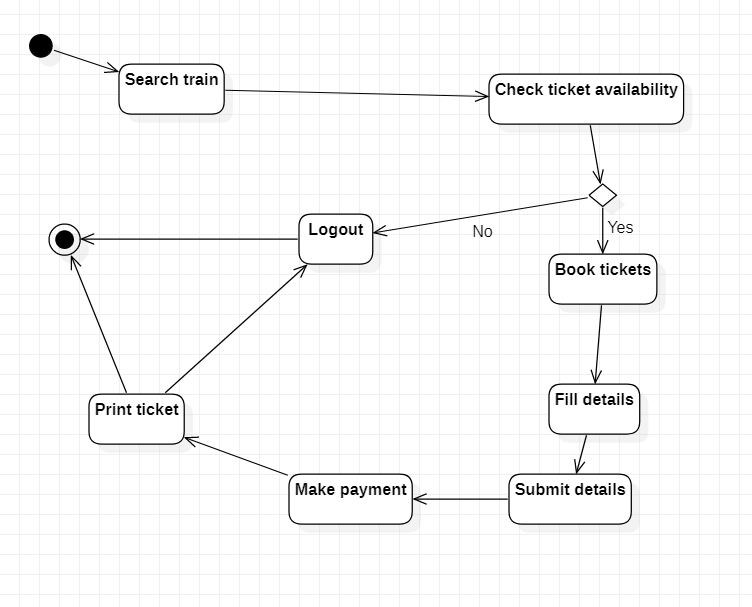 Search train
Check ticket availability
Logout
No
Yes
Book tickets
Fill details
Print ticket
Make payment
Submit details